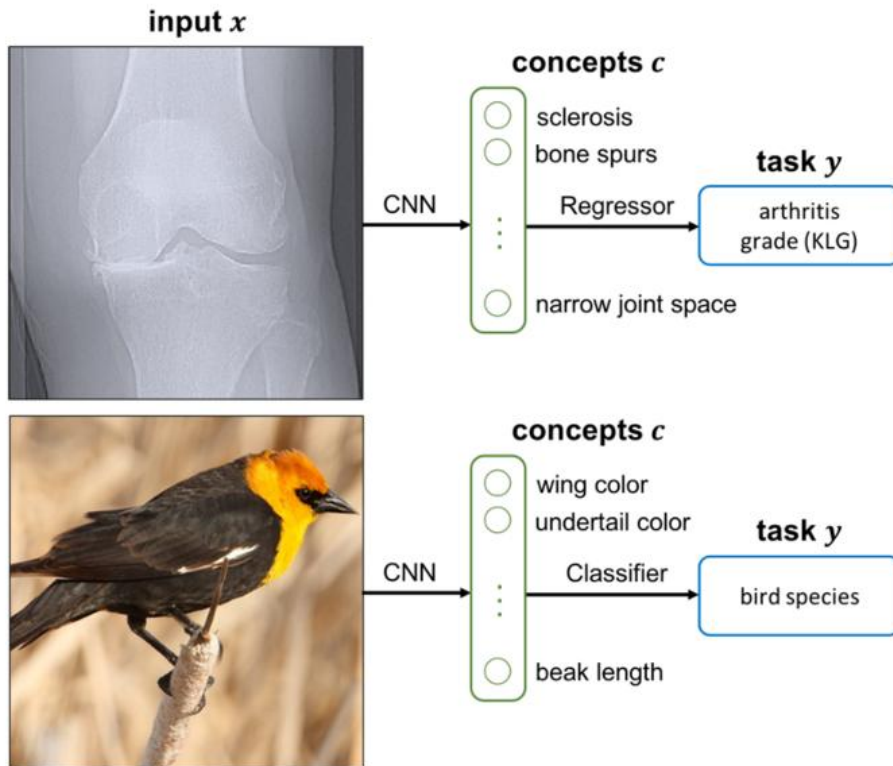 input x
concepts c
sclerosis
bone spurs
narrow joint space
CNN
Regressor
task y
arthritis
grade (KLG)
concepts c
wing color
undertail color
beak length
CNN
Classifier
task y
bird species